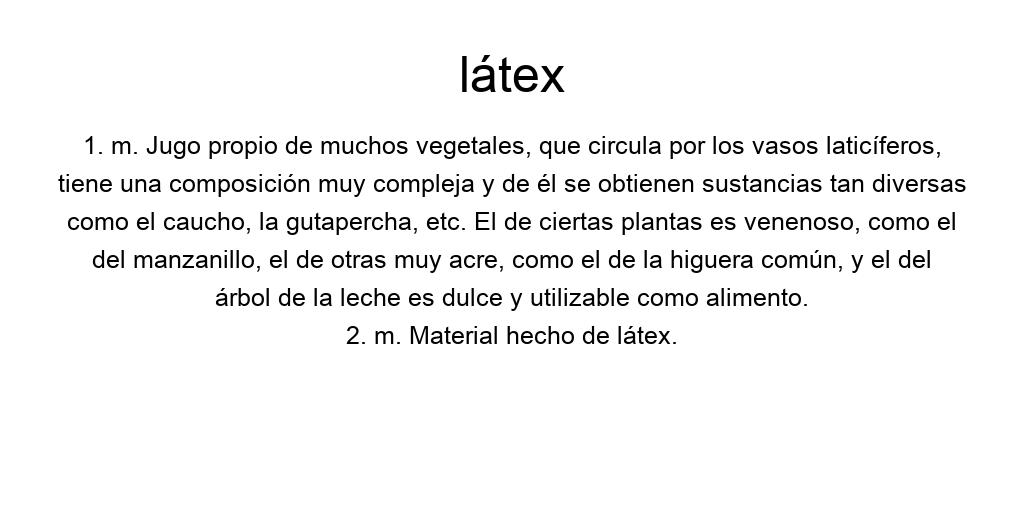 látex
1. m. Jugo propio de muchos vegetales, que circula por los vasos laticíferos,
tiene una composición muy compleja y de él se obtienen sustancias tan diversas
como el caucho, la gutapercha, etc. El de ciertas plantas es venenoso, como el
del manzanillo, el de otras muy acre, como el de la higuera común, y el del
árbol de la leche es dulce y utilizable como alimento.
2. m. Material hecho de látex.